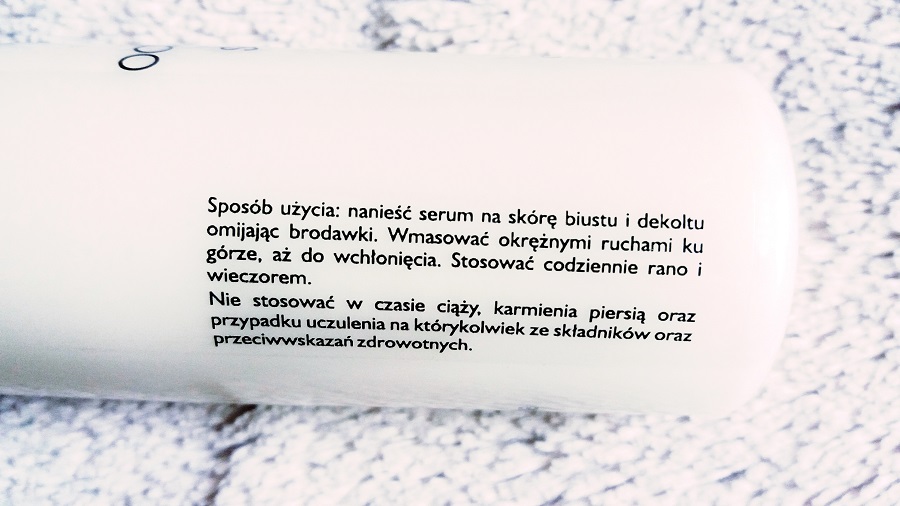 Sposób użycia: nanieść serum na skórę biustu i dekoltu
omijając brodawki. Wmasować okrężnymi ruchami ku
górze, aż do wchłonięcia. Stosować codziennie rano i
wieczorem.
Nie stosować w czasie ciąży, karmienia piersią oraz
przypadku uczulenia na którykolwiek ze składników oraz
przeciwwskazań zdrowotnych.